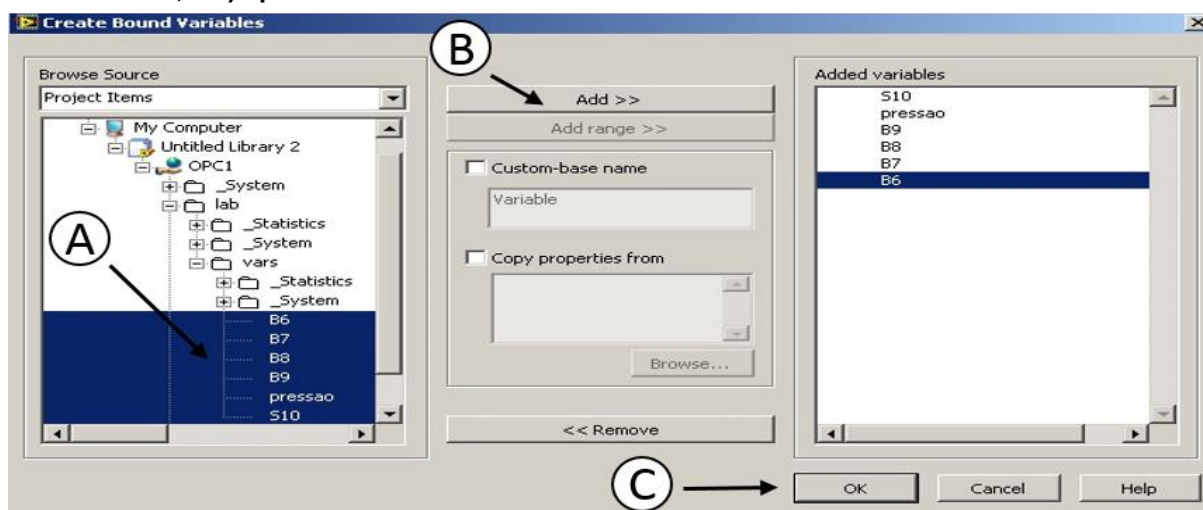 Create Bound Variables
B
Browse Source
Project Items
My Computer
Untitled Library 2
OPC1
_System
lab
_Statistics
_System
vars
_Statistics
_System
B6
B7
B8
B9
pressao
S10
A
Add >>
Add range >>
Custom-base name
Variable
Copy properties from
Browse...
<< Remove
Added variables
S10
pressao
B9
B8
B7
B6
C
OK
Cancel
Help